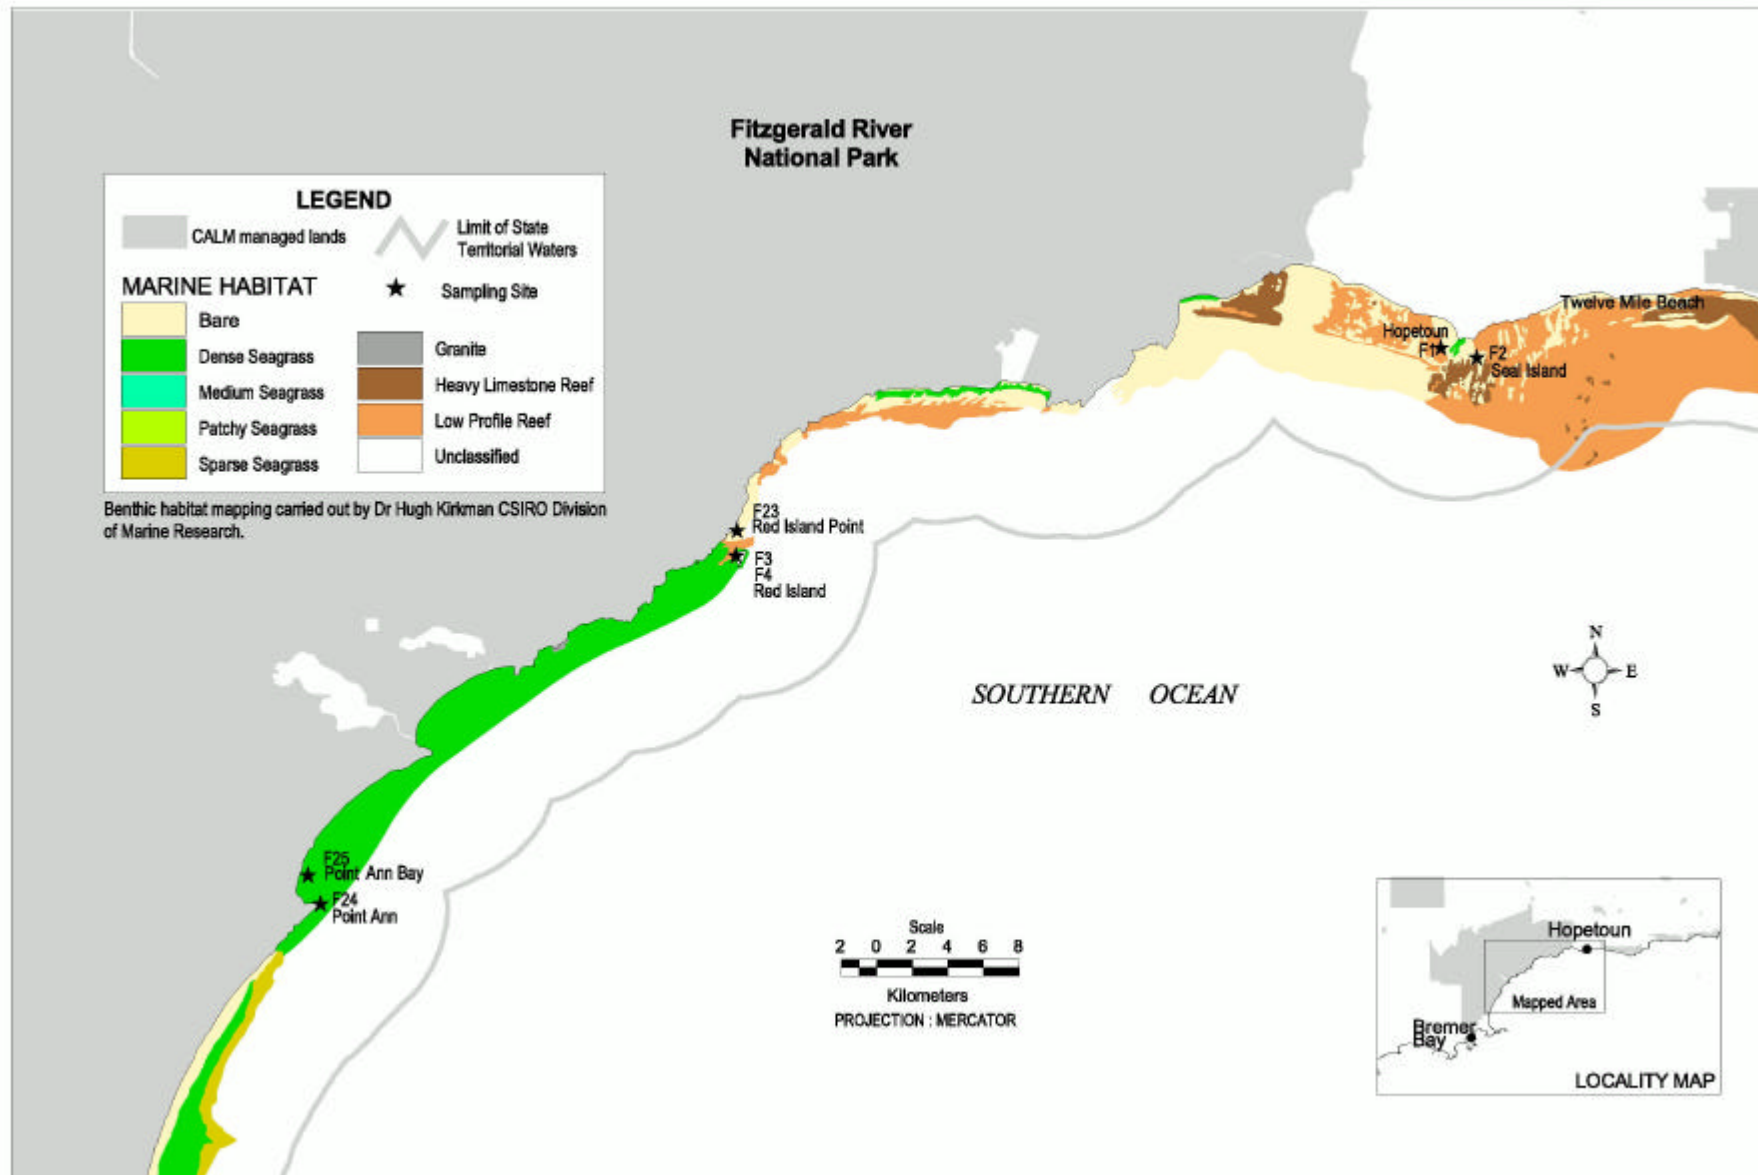 Fitzgerald River
National Park
LEGEND
CALM managed lands
Limit of State
Territorial Waters
MARINE HABITAT
Sampling Site
Bare
Dense Seagrass
Medium Seagrass
Patchy Seagrass
Sparse Seagrass
Granite
Heavy Limestone Reef
Low Profile Reef
Unclassified
Benthic habitat mapping carried out by Dr Hugh Kirkman CSIRO Division
of Marine Research.
Twelve Mile Beach
Hopetoun
F1
F2
Seal Island
F23
Red Island Point
F3
F4
Red Island
N
W E
S
SOUTHERN OCEAN
F25
Point Ann Bay
F24
Point Ann
Scale
2 0 2 4 6 8
Kilometers
PROJECTION : MERCATOR
Hopetoun
Mapped Area
Bremer
Bay
LOCALITY MAP